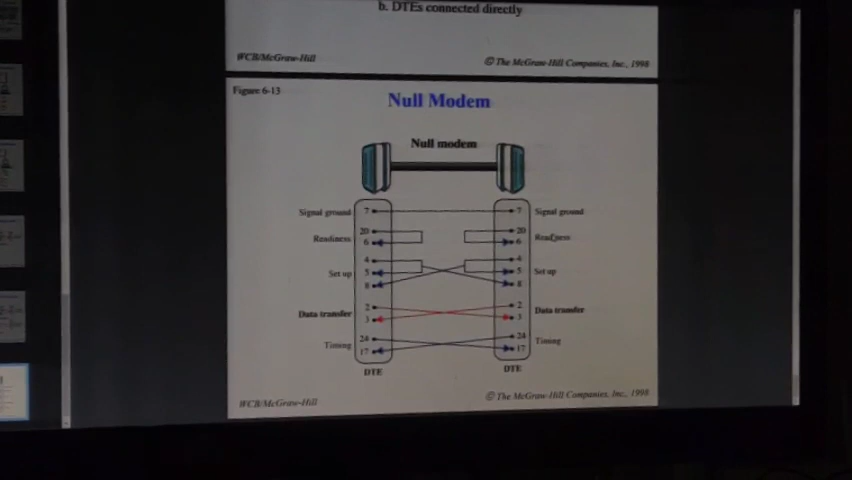 b. DTEs connected directly
WCB/McGraw-Hill
© The McGraw-Hill Companies, Inc., 1998
Figure 6-13
Null Modem
Null modem
Signal ground 7 7 Signal ground
20 20
Readiness 6 6 Readiness
4 4
Set up 5 5 Set up
8 8
2 2
Data transfer 3 3 Data transfer
24 24
Timing 17 17 Timing
DTE DTE
WCB/McGraw-Hill
© The McGraw-Hill Companies, Inc., 1998